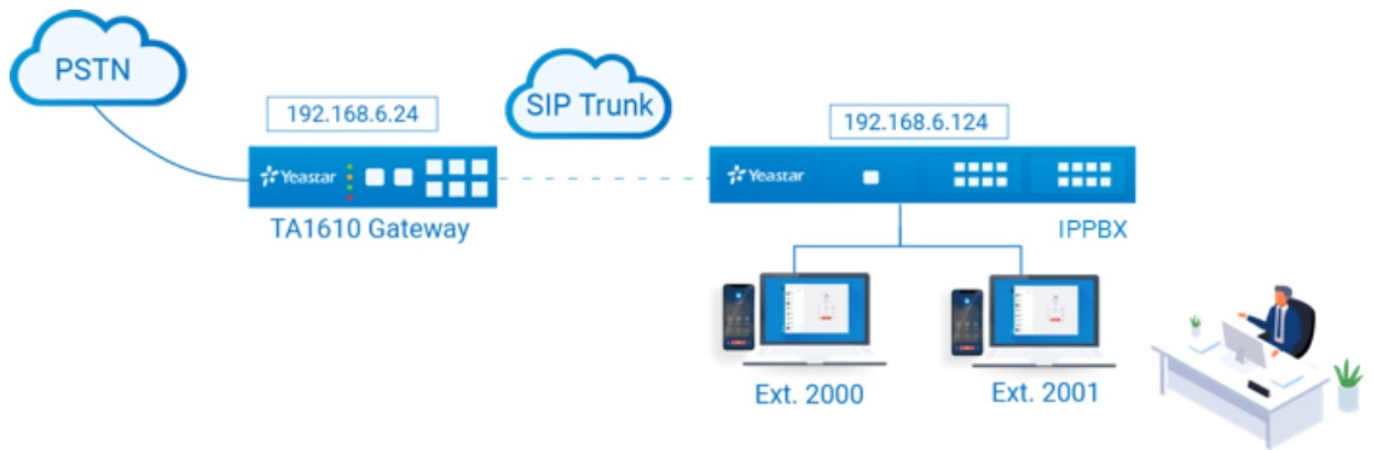 PSTN
192.168.6.24
SIP Trunk
192.168.6.124
Yeastar
Yeastar
TA1610 Gateway
IPPBX
Ext. 2000
Ext. 2001